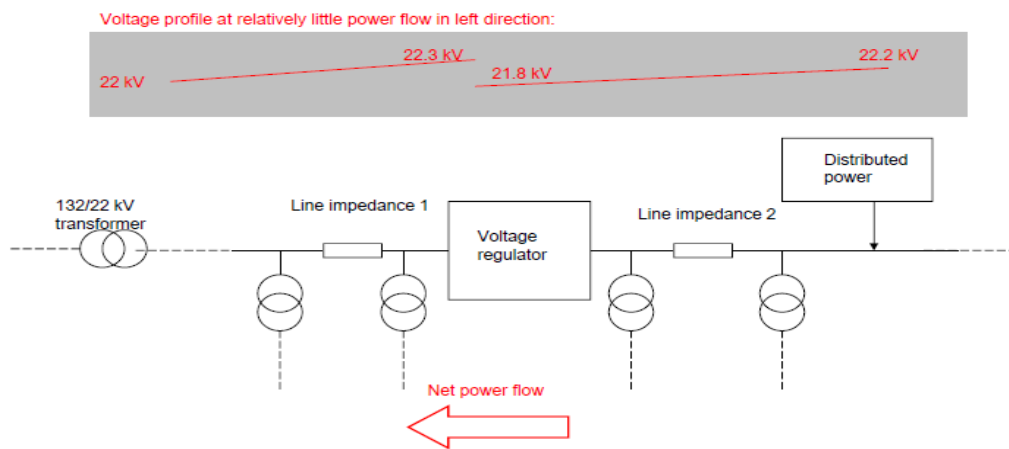 Voltage profile at relatively little power flow in left direction:
22 kV
22.3 kV
21.8 kV
22.2 kV
132/22 kV
transformer
Line impedance 1
Voltage
regulator
Line impedance 2
Distributed
power
Net power flow